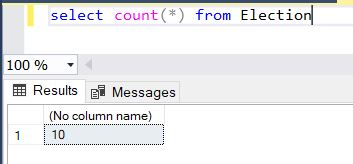 select count(*) from Election
100 %
Results Messages
(No column name)
1 10